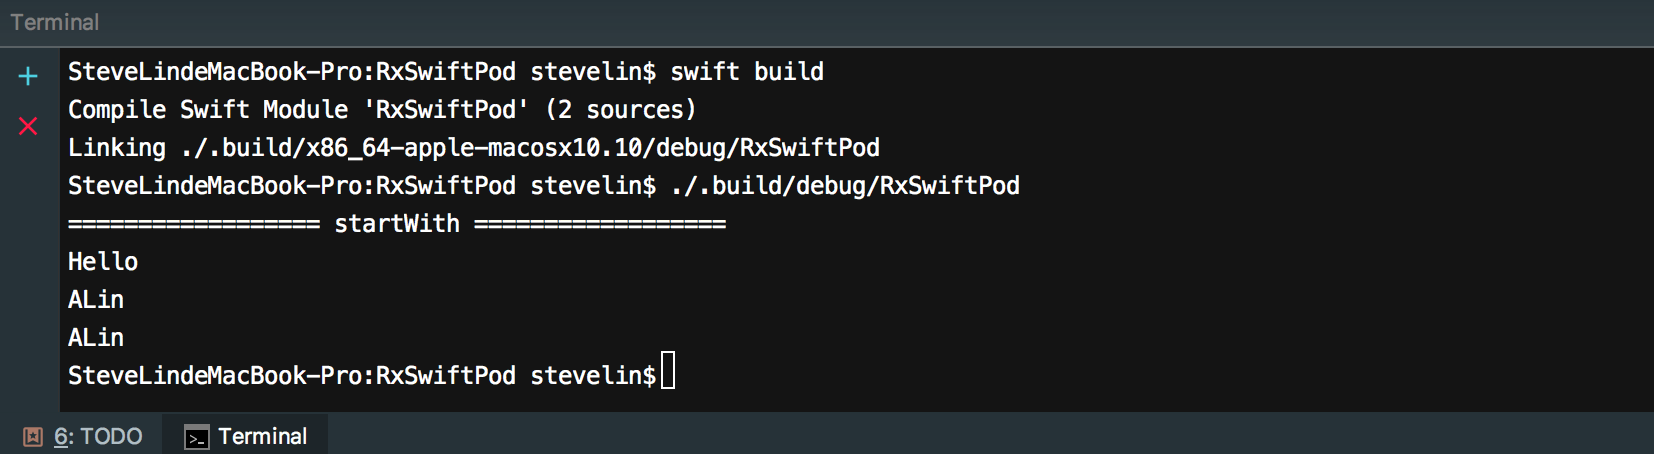 Terminal
SteveLindeMacBook-Pro:RxSwiftPod stevelin$ swift build
Compile Swift Module 'RxSwiftPod' (2 sources)
Linking ./.build/x86_64-apple-macosx10.10/debug/RxSwiftPod
SteveLindeMacBook-Pro:RxSwiftPod stevelin$ ./.build/debug/RxSwiftPod
================== startWith ==================
Hello
ALin
ALin
SteveLindeMacBook-Pro:RxSwiftPod stevelin$
6: TODO Terminal